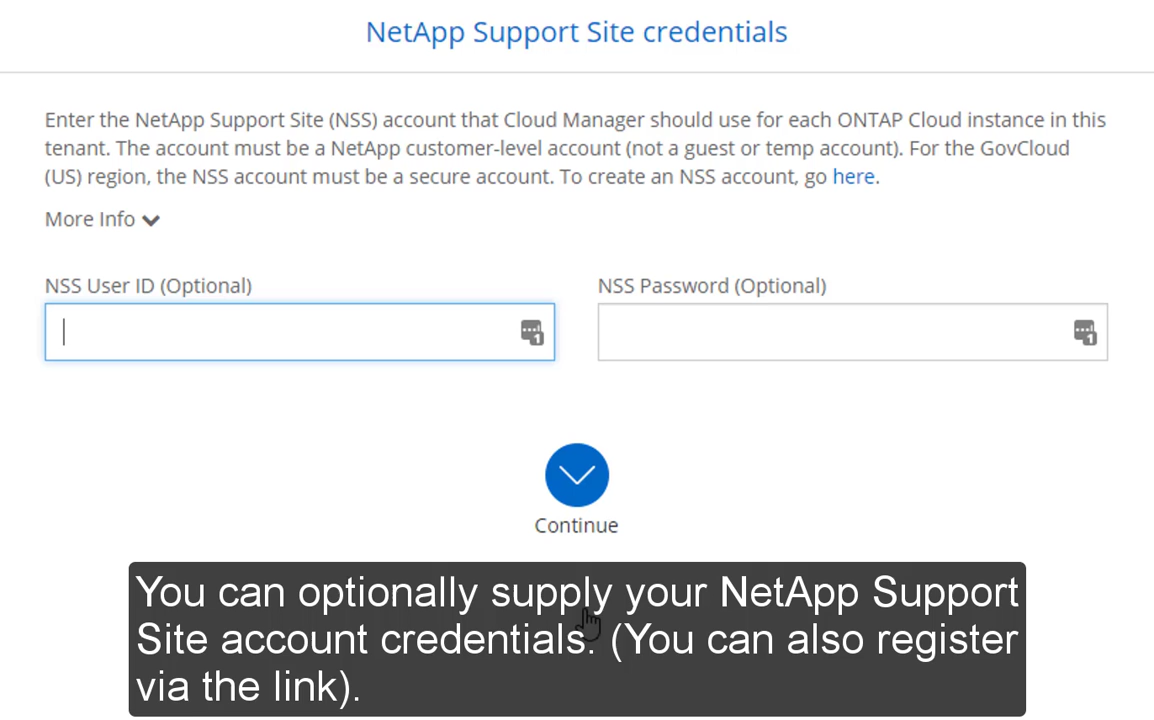 NetApp Support Site credentials
Enter the NetApp Support Site (NSS) account that Cloud Manager should use for each ONTAP Cloud instance in this
tenant. The account must be a NetApp customer-level account (not a guest or temp account). For the GovCloud
(US) region, the NSS account must be a secure account. To create an NSS account, go here.
More Info
NSS User ID (Optional)
NSS Password (Optional)
1
1
Continue
You can optionally supply your NetApp Support
Site account credentials. (You can also register
via the link).